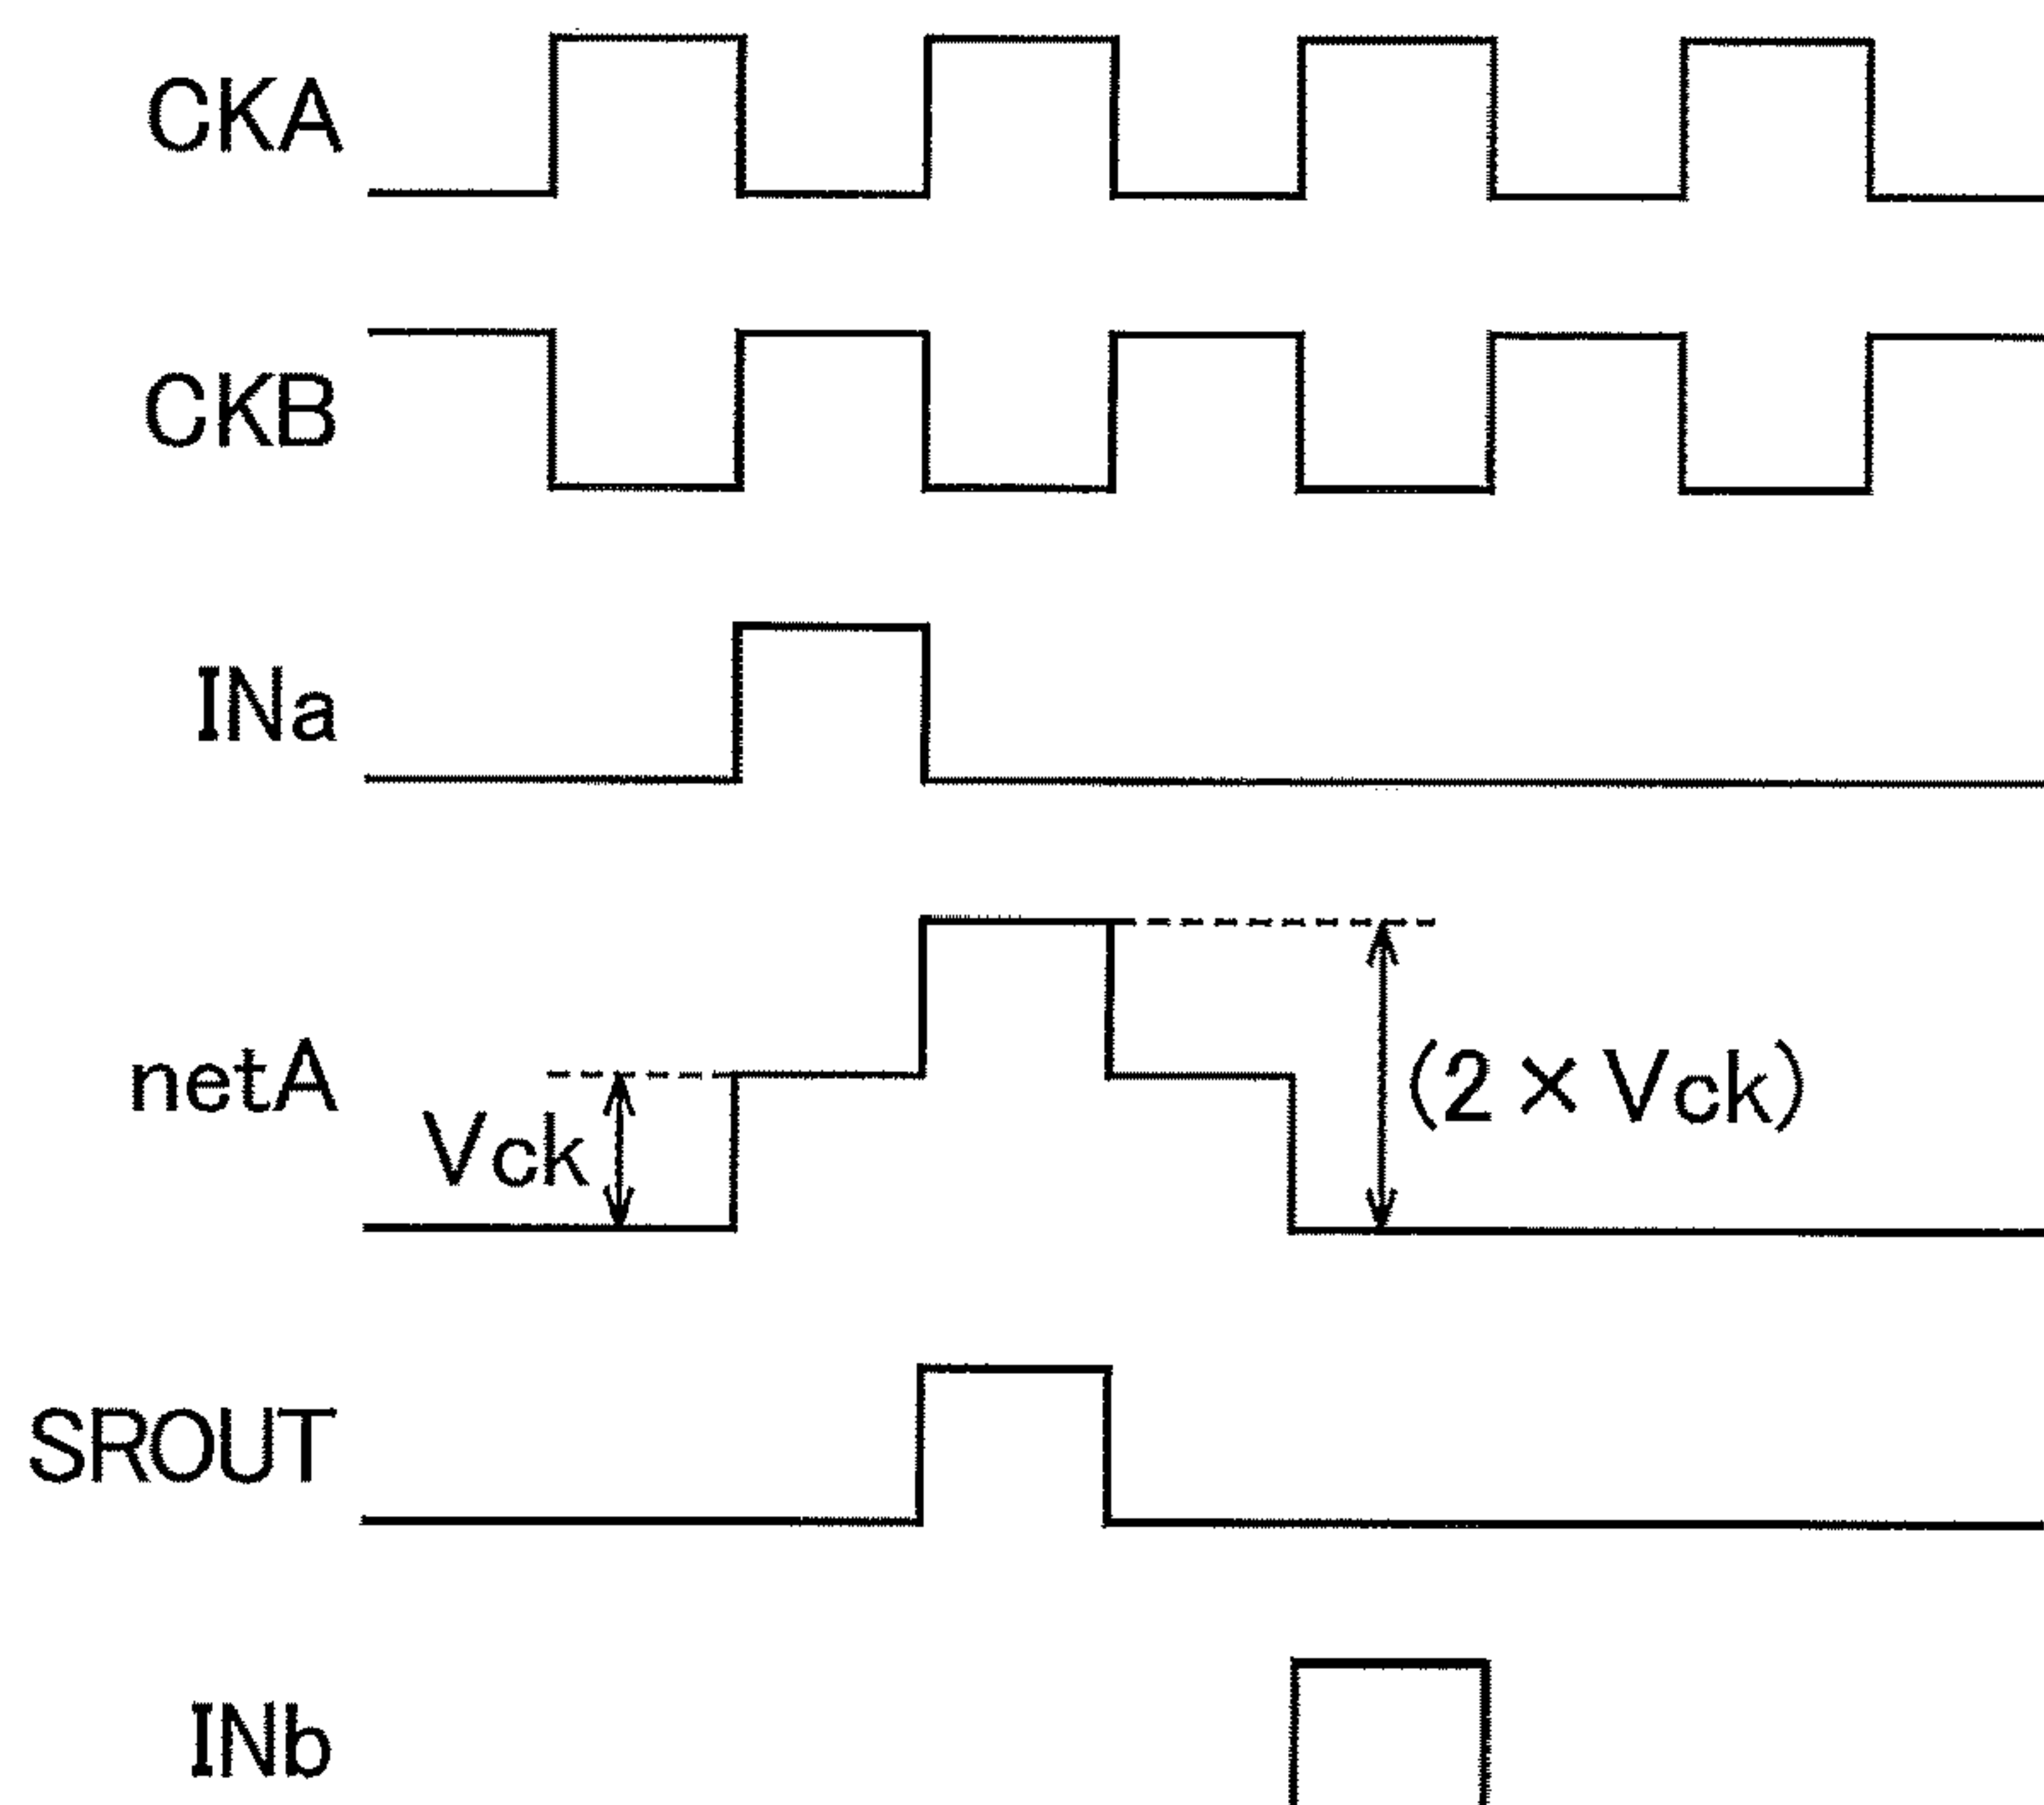 CKA
CKB
INa
netA
Vck
(2 × Vck)
SROUT
INb